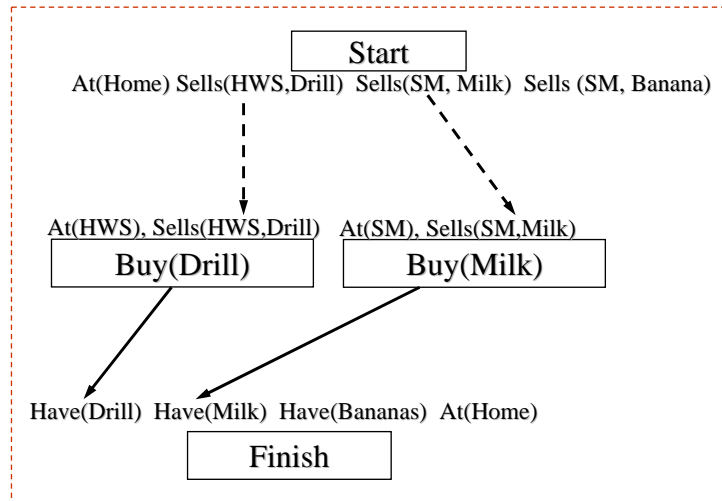 Start
At(Home) Sells(HWS,Drill) Sells(SM, Milk) Sells (SM, Banana)
At(HWS), Sells(HWS,Drill) At(SM), Sells(SM,Milk)
Buy(Drill) Buy(Milk)
Have(Drill) Have(Milk) Have(Bananas) At(Home)
Finish